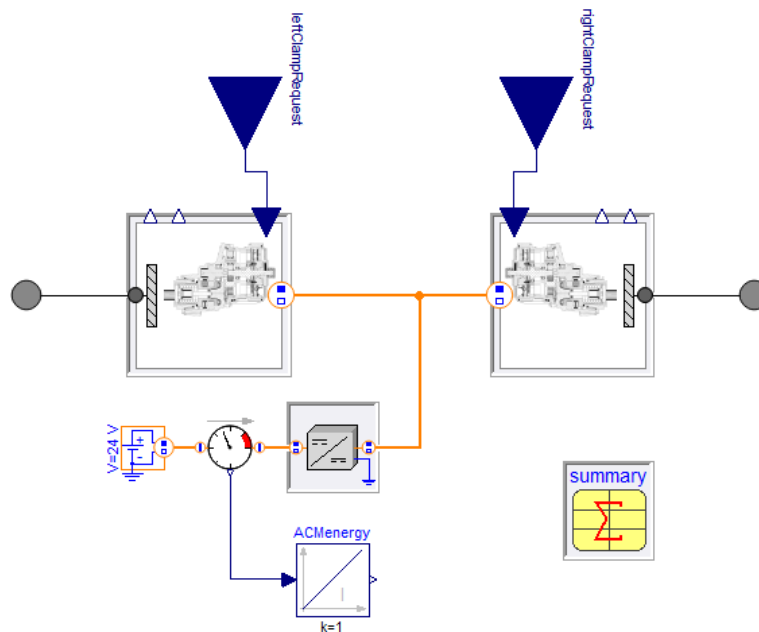 leftClampRequest
rightClampRequest
V=24 V
+
-
summary
ACMenergy
I
k=1